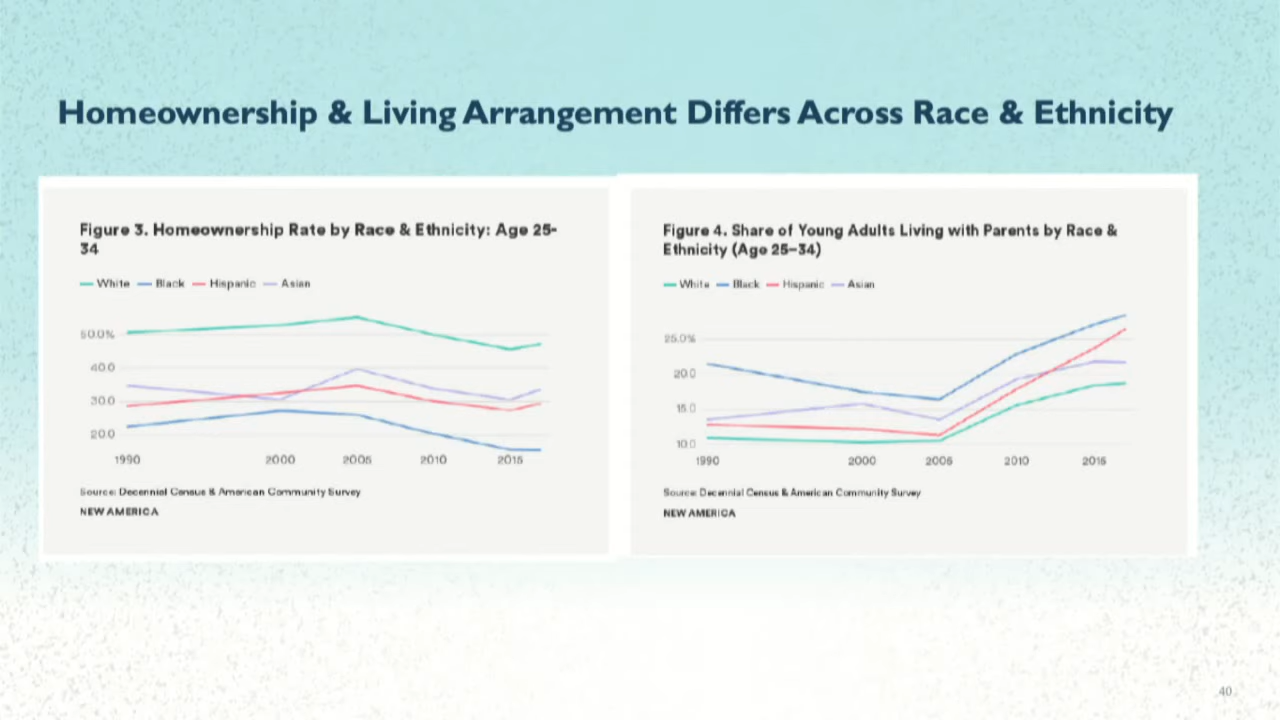 Homeownership & Living Arrangement Differs Across Race & Ethnicity
Figure 3. Homeownership Rate by Race & Ethnicity: Age 25-
34
White Black Hispanic Asian
50.0%
40.0
30.0
20.0
1990 2000 2005 2010 2015
Source: Decennial Census & American Community Survey
NEW AMERICA
Figure 4. Share of Young Adults Living with Parents by Race &
Ethnicity (Age 25–34)
White Black Hispanic Asian
25.0%
20.0
15.0
10.0
1990 2000 2005 2010 2015
Source: Decennial Census & American Community Survey
NEW AMERICA
40